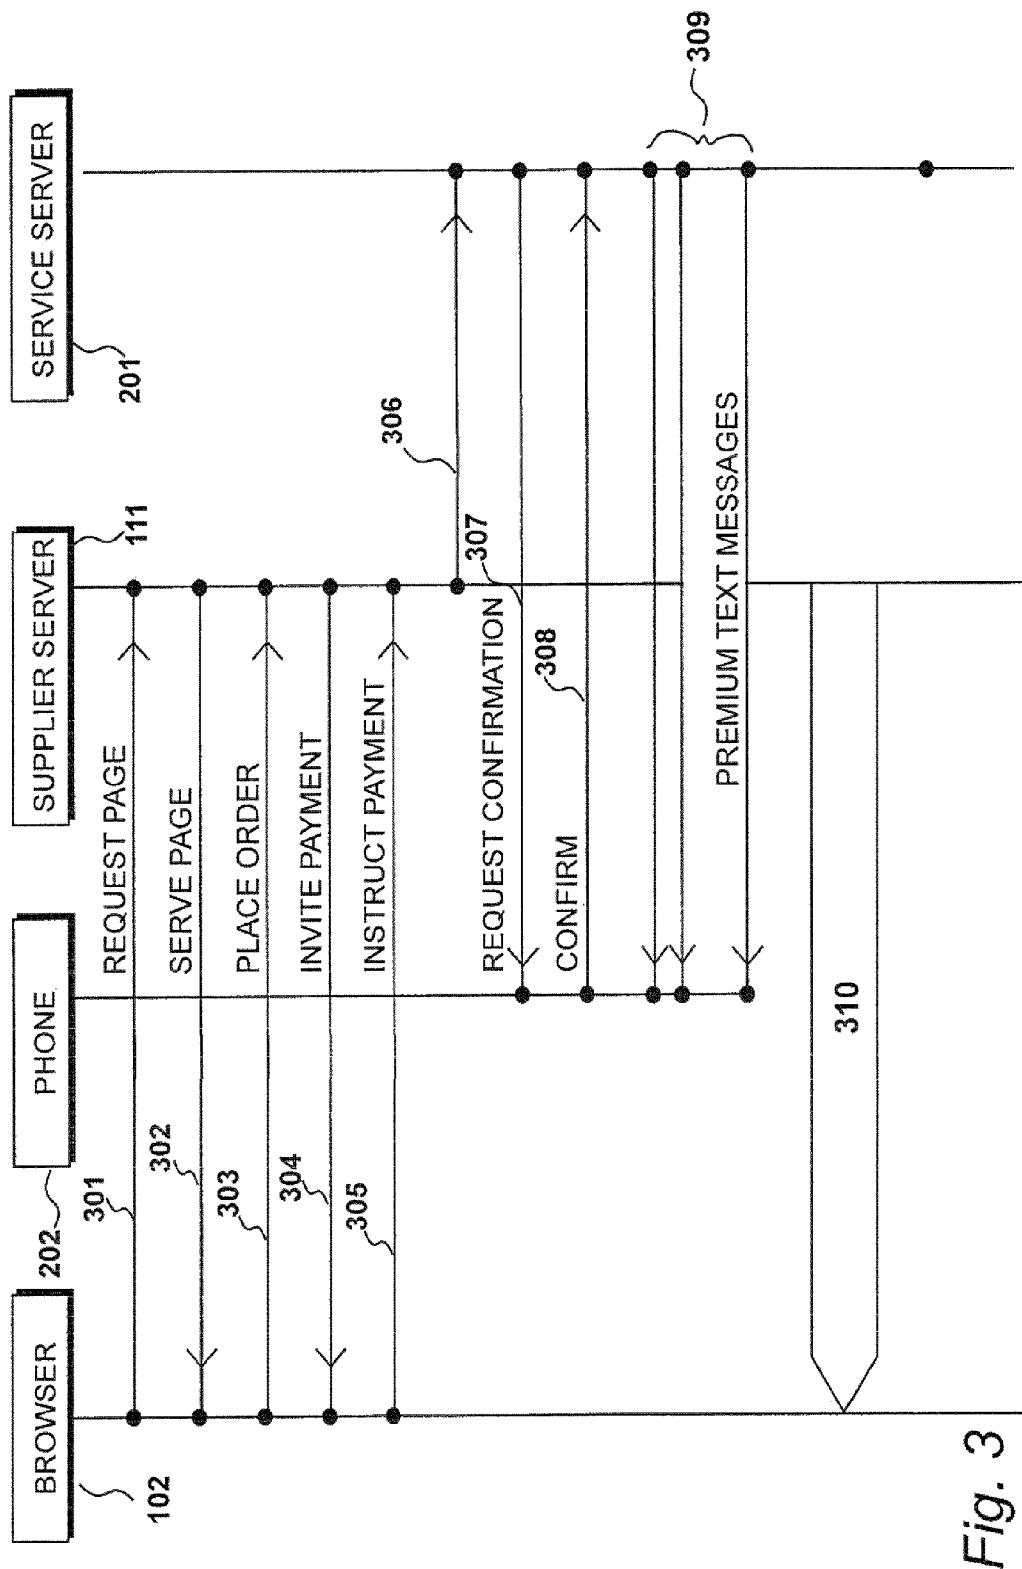 BROWSER
PHONE
SUPPLIER SERVER
SERVICE SERVER
102
202
111
201
301
REQUEST PAGE
302
SERVE PAGE
303
PLACE ORDER
304
INVITE PAYMENT
305
INSTRUCT PAYMENT
306
307
REQUEST CONFIRMATION
308
CONFIRM
309
PREMIUM TEXT MESSAGES
310
Fig. 3